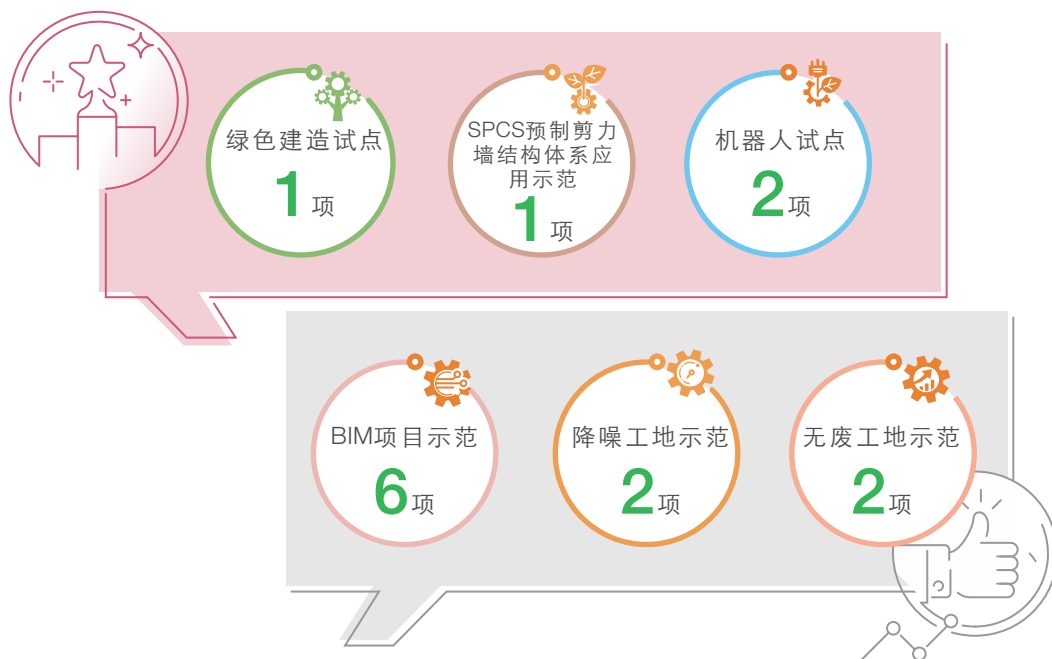 绿色建造试点
1项
SPCS预制剪力
墙结构体系应
用示范
1项
机器人试点
2项
BIM项目示范
6项
降噪工地示范
2项
无废工地示范
2项